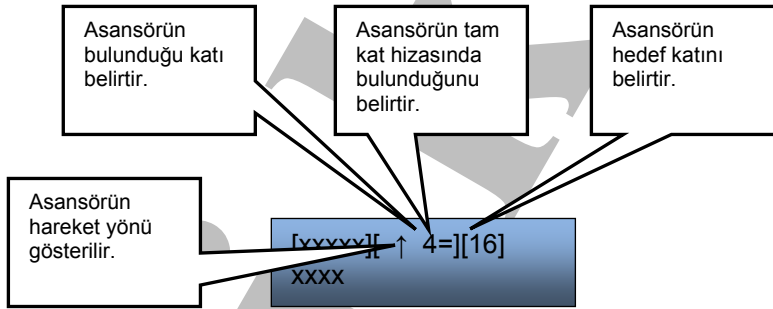 Asansörün
bulunduğu katı
belirtir.
Asansörün tam
kat hizasında
bulunduğunu
belirtir.
Asansörün
hedef katını
belirtir.
Asansörün
hareket yönü
gösterilir.
[xxxxx][ ↑ 4=][16]
xxxx